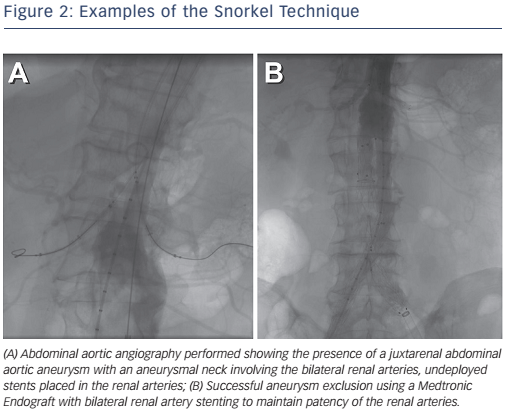 Figure 2: Examples of the Snorkel Technique
A
B
(A) Abdominal aortic angiography performed showing the presence of a juxtarenal abdominal
aortic aneurysm with an aneurysmal neck involving the bilateral renal arteries, undeployed
stents placed in the renal arteries; (B) Successful aneurysm exclusion using a Medtronic
Endograft with bilateral renal artery stenting to maintain patency of the renal arteries.